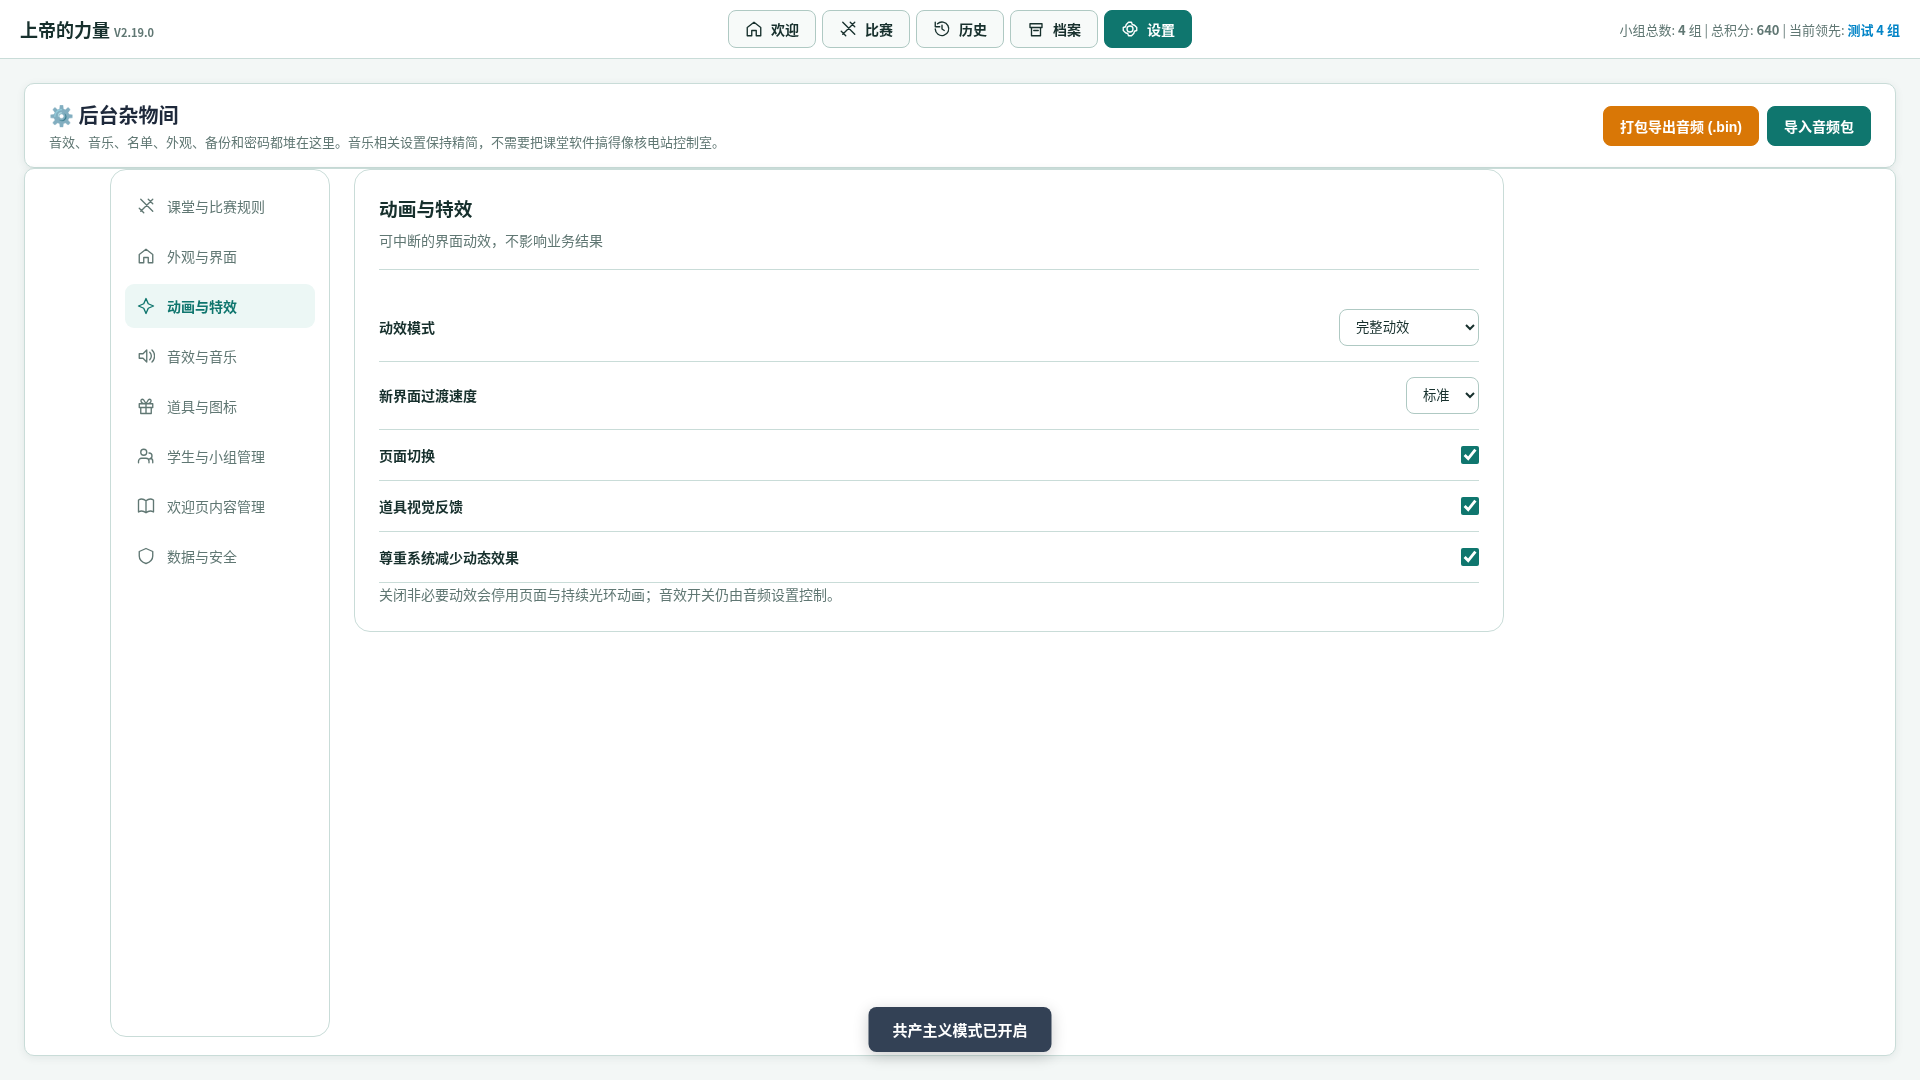 上帝的力量 V2.19.0
欢迎
比赛
历史
档案
设置
小组总数: 4 组 | 总积分: 640 | 当前领先: 测试 4 组
后台杂物间
音效、音乐、名单、外观、备份和密码都堆在这里。音乐相关设置保持精简，不需要把课堂软件搞得像核电站控制室。
打包导出音频 (.bin)
导入音频包
课堂与比赛规则
外观与界面
动画与特效
音效与音乐
道具与图标
学生与小组管理
欢迎页内容管理
数据与安全
动画与特效
可中断的界面动效，不影响业务结果
动效模式
完整动效
新界面过渡速度
标准
页面切换
道具视觉反馈
尊重系统减少动态效果
关闭非必要动效会停用页面与持续光环动画；音效开关仍由音频设置控制。
共产主义模式已开启